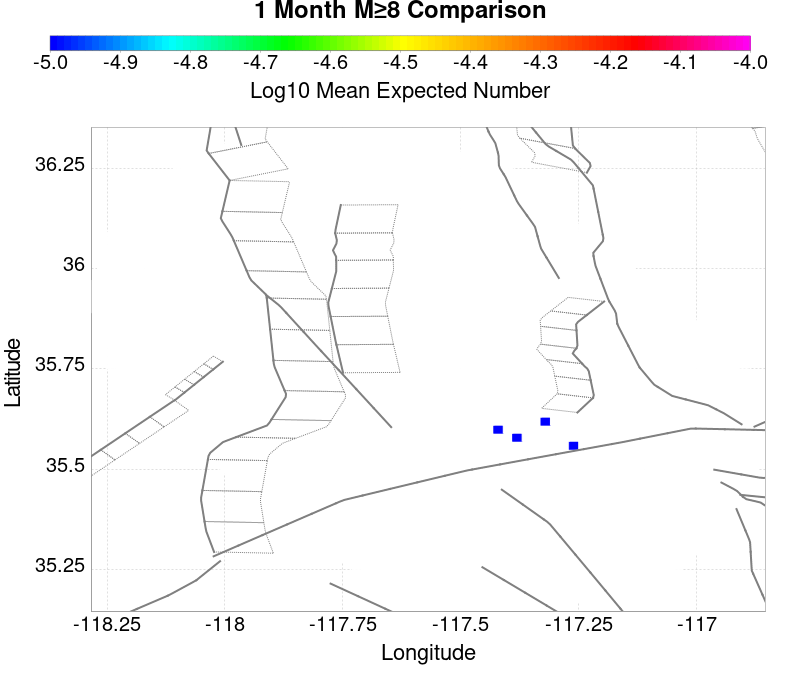 1 Month M≥8 Comparison
-5.0 -4.9 -4.8 -4.7 -4.6 -4.5 -4.4 -4.3 -4.2 -4.1 -4.0
Log10 Mean Expected Number
36.25
36
35.75
35.5
35.25
Latitude
-118.25 -118 -117.75 -117.5 -117.25 -117
Longitude